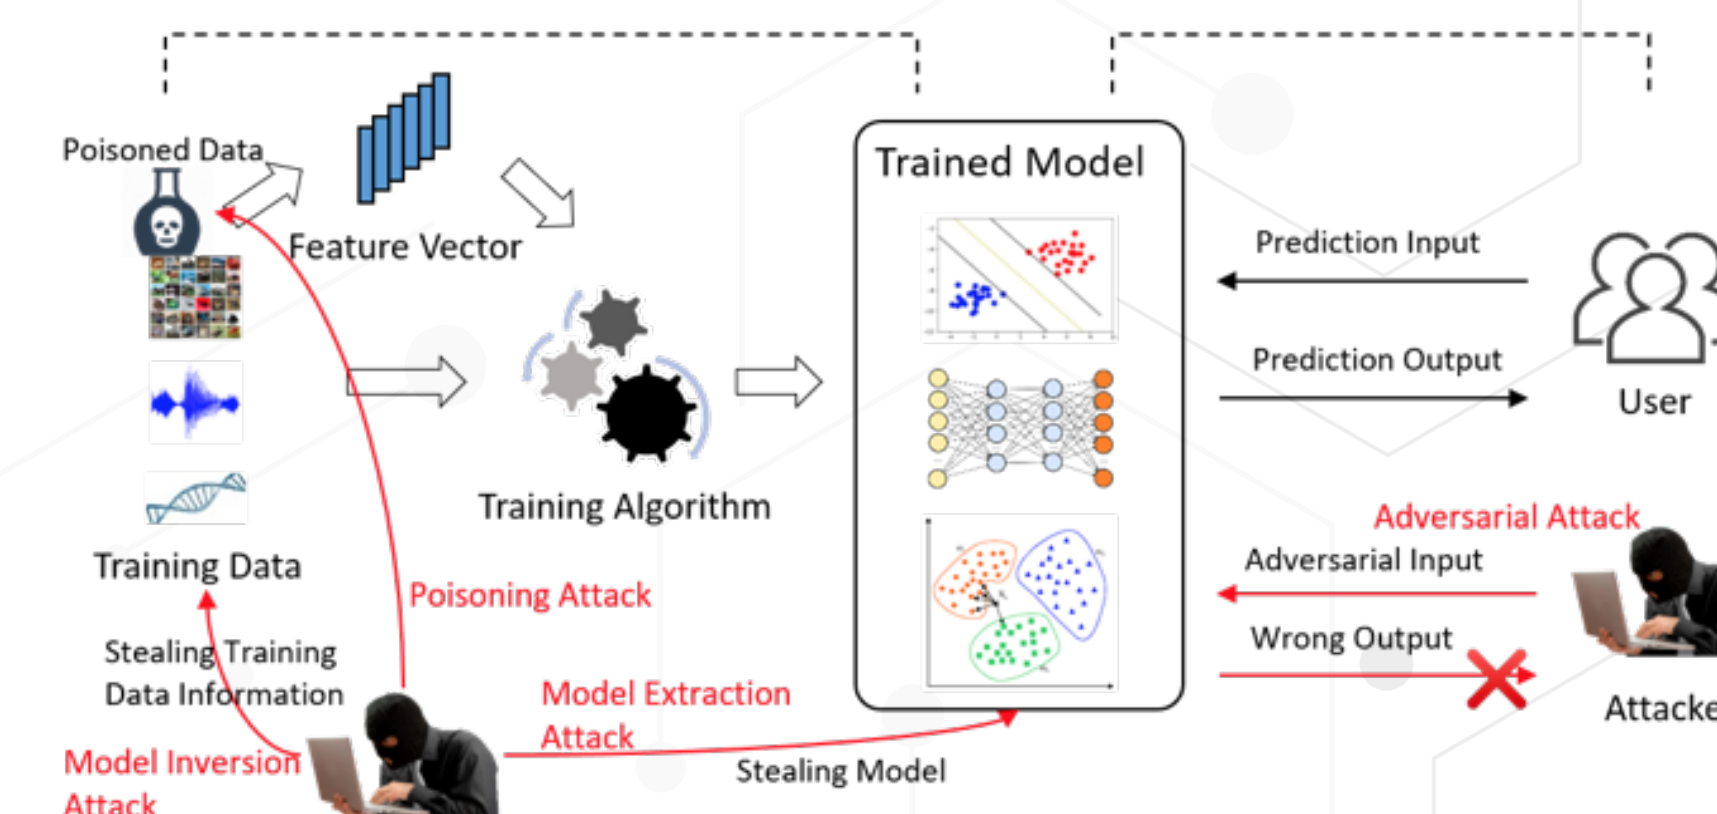 Poisoned Data
Feature Vector
Training Algorithm
Training Data
Trained Model
Prediction Input
Prediction Output
User
Adversarial Attack
Adversarial Input
Wrong Output
Attacke
Poisoning Attack
Stealing Training
Data Information
Model Extraction
Attack
Stealing Model
Model Inversion
Attack